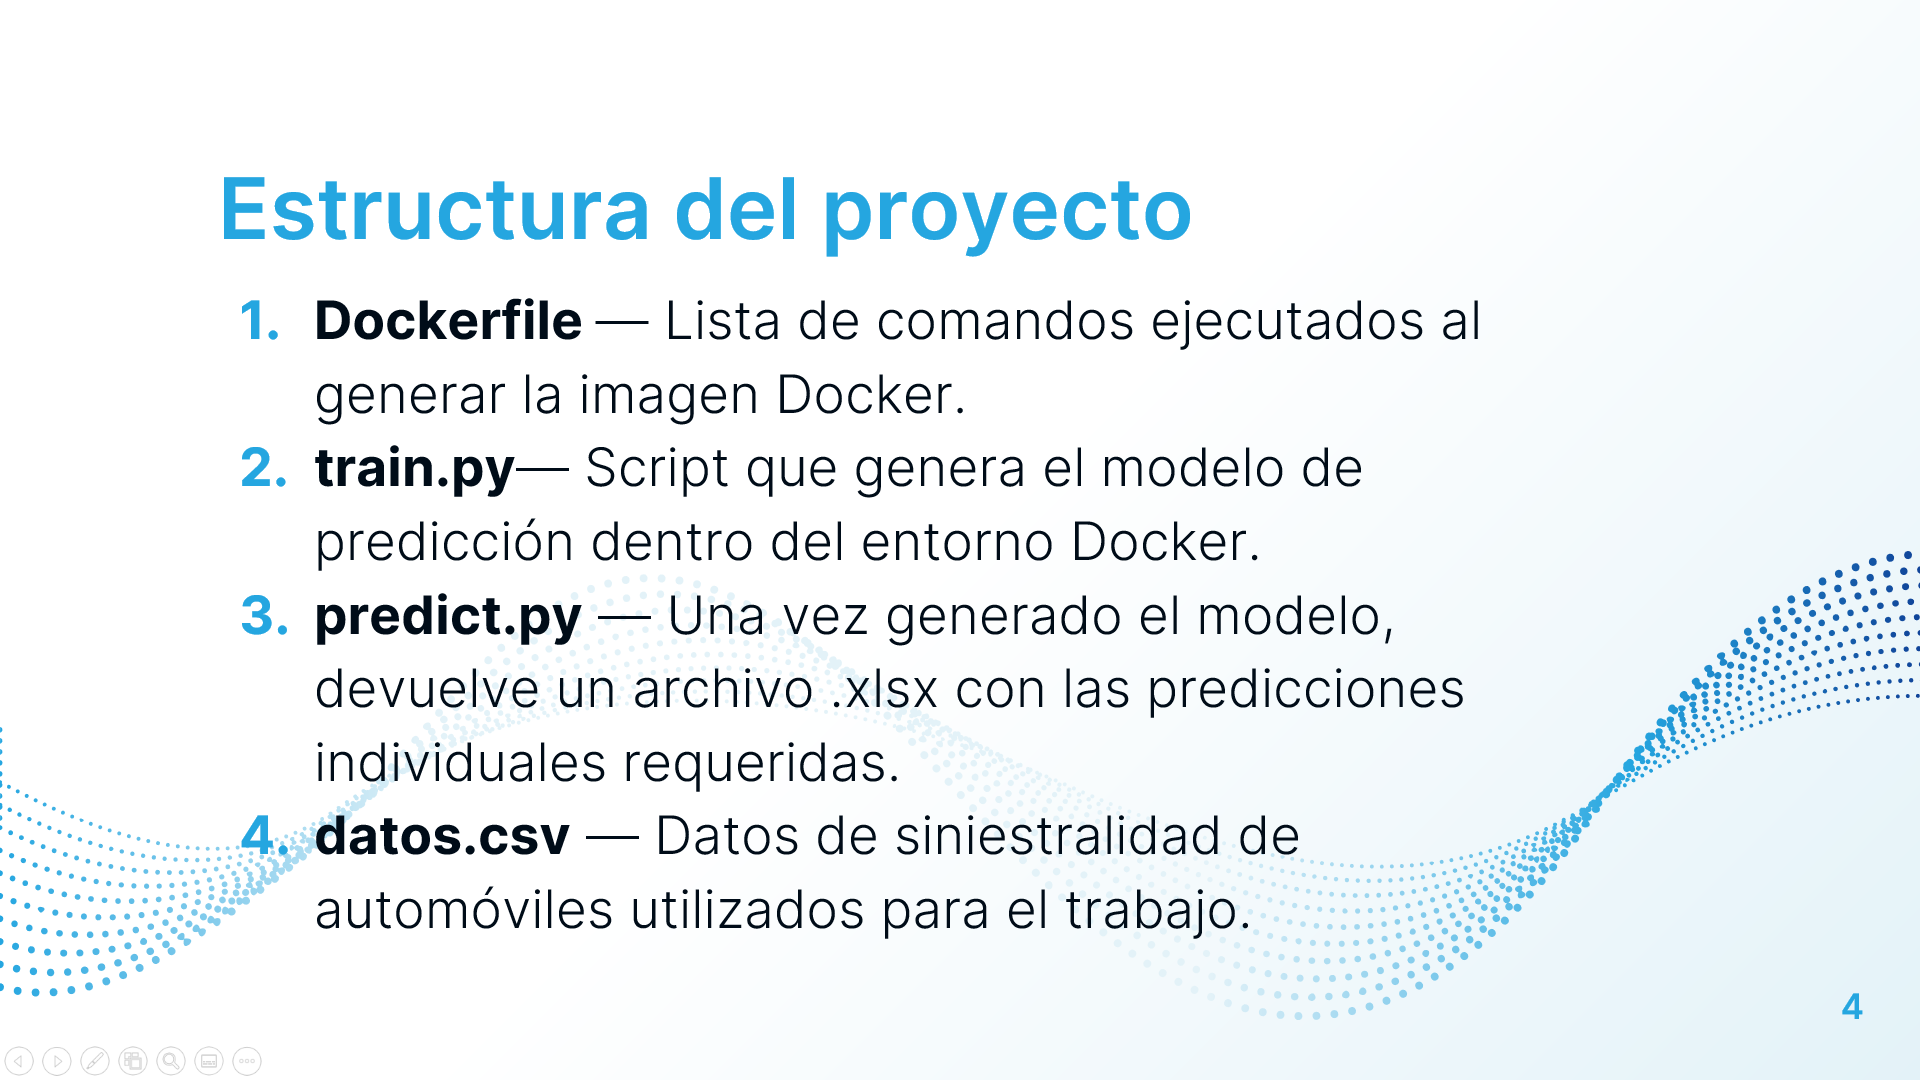 Estructura del proyecto
1. Dockerfile — Lista de comandos ejecutados al
generar la imagen Docker.
2. train.py— Script que genera el modelo de
predicción dentro del entorno Docker.
3. predict.py — Una vez generado el modelo,
devuelve un archivo .xlsx con las predicciones
individuales requeridas.
4. datos.csv — Datos de siniestralidad de
automóviles utilizados para el trabajo.
4